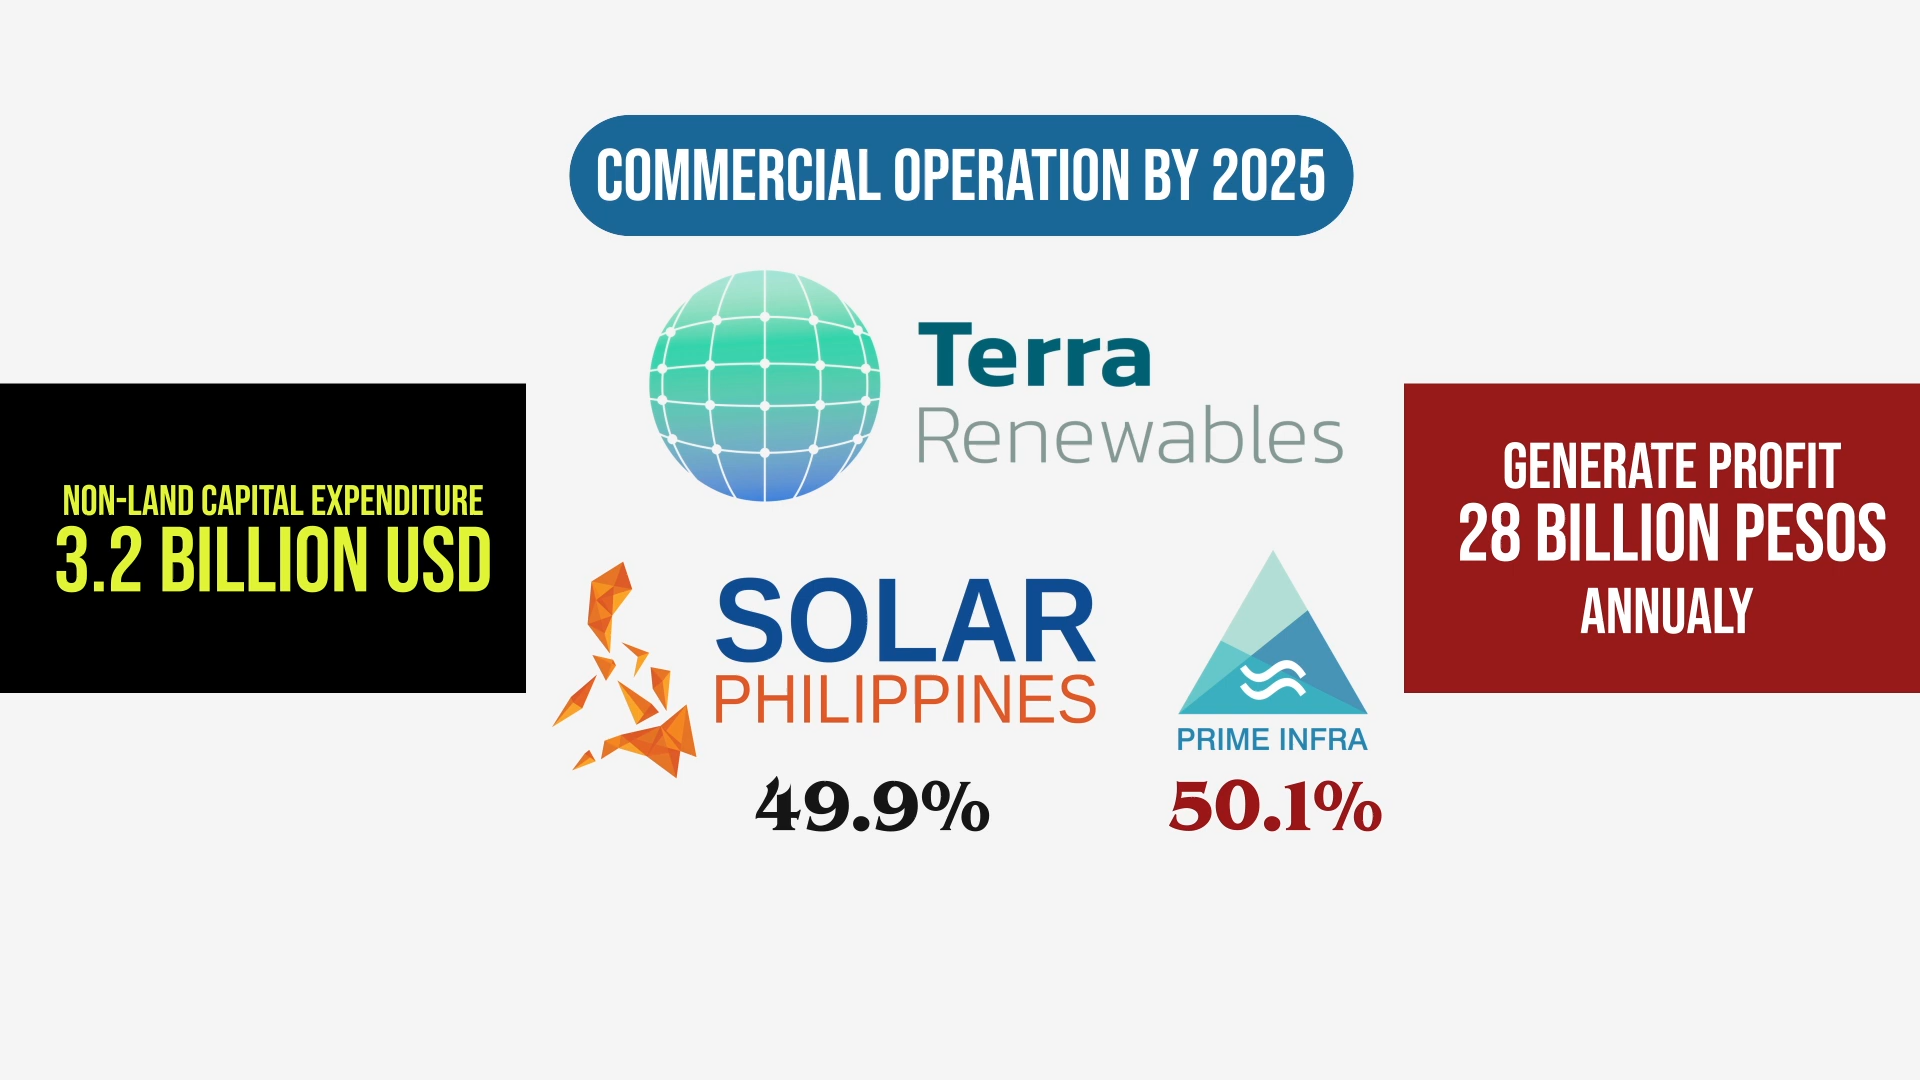 COMMERCIAL OPERATION BY 2025
Terra
Renewables
NON-LAND CAPITAL EXPENDITURE
3.2 BILLION USD
GENERATE PROFIT
28 BILLION PESOS
ANNUALY
SOLAR
PHILIPPINES
49.9%
PRIME INFRA
50.1%